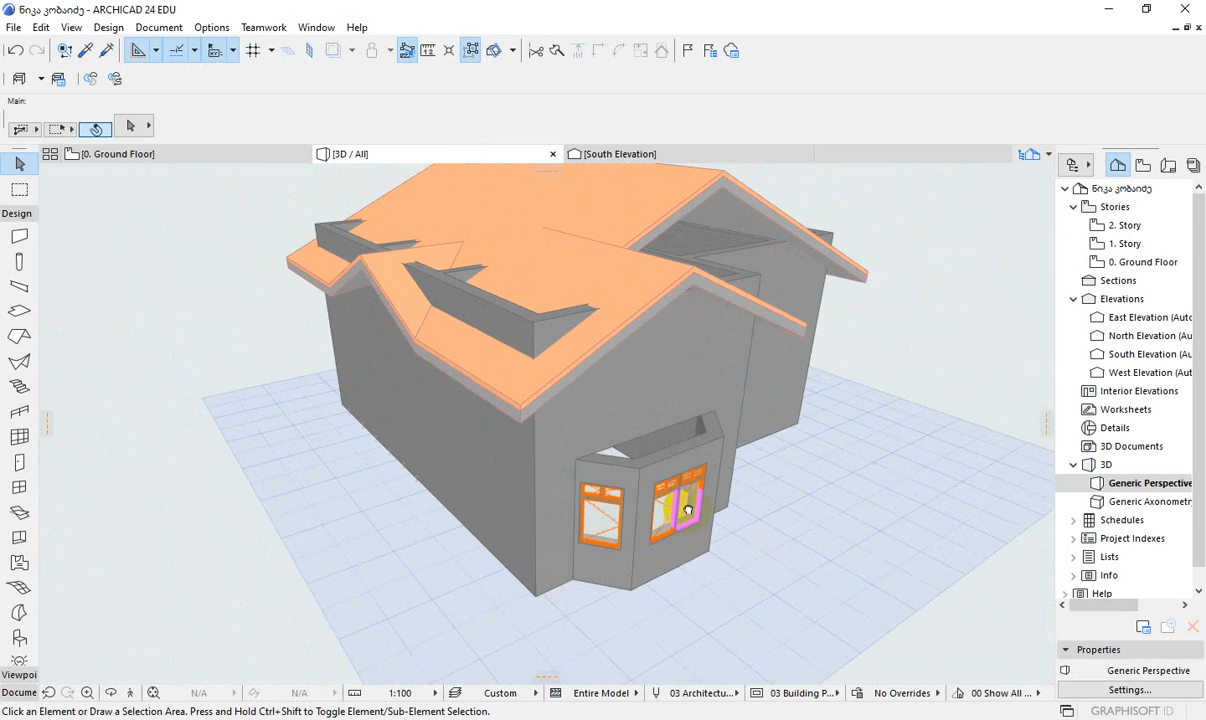 ნიკა კობაიძე - ARCHICAD 24 EDU
File Edit View Design Document Options Teamwork Window Help
Main:
[0. Ground Floor]
[3D / All]
[South Elevation]
Design
ნიკა კობაიძე
Stories
2. Story
1. Story
0. Ground Floor
Sections
Elevations
East Elevation (Auto
North Elevation (Au
South Elevation (Au
West Elevation (Aut
Interior Elevations
Worksheets
Details
3D Documents
3D
Generic Perspective
Generic Axonometr
Schedules
Project Indexes
Lists
Info
Help
Properties
Generic Perspective
Settings...
Viewpoi
Docume
N/A
N/A
1:100
Custom
Entire Model
03 Architectu...
03 Building P...
No Overrides
00 Show All ...
Click an Element or Draw a Selection Area. Press and Hold Ctrl+Shift to Toggle Element/Sub-Element Selection.
GRAPHISOFT ID